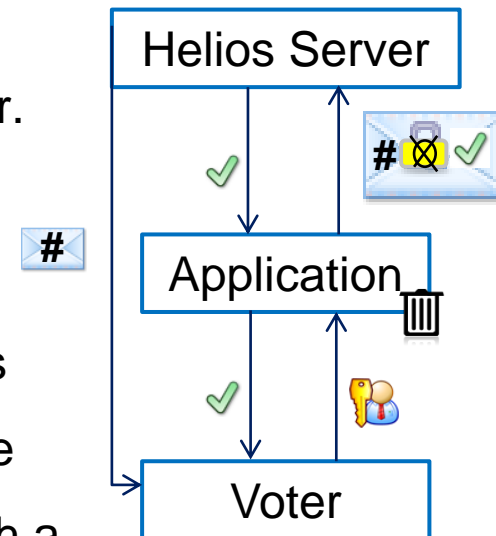 Helios Server
r.
#
#
Application
s
e
Voter
h a